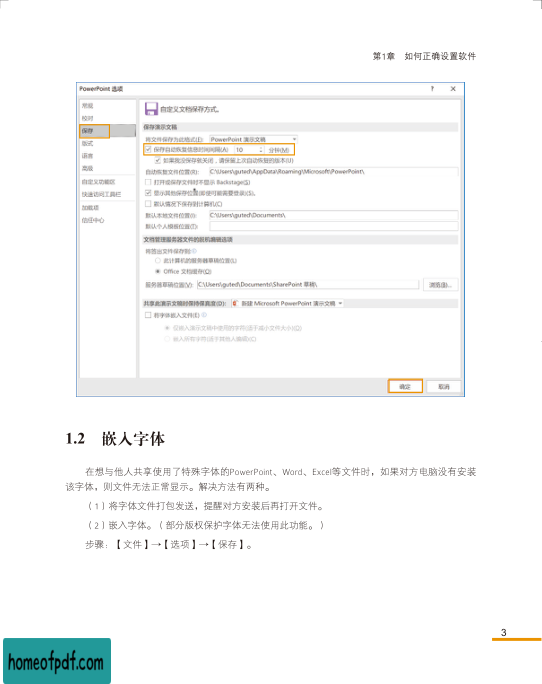 第1章 如何正确设置软件
PowerPoint 选项
? ×
常规
校对
保存
版式
语言
高级
自定义功能区
快速访问工具栏
加载项
信任中心
自定义文档保存方式。
保存演示文稿
将文件保存为此格式(F): PowerPoint 演示文稿
保存自动恢复信息时间间隔(A) 10 分钟(M)
如果我没保存就关闭，请保留上次自动恢复的版本(U)
自动恢复文件位置(R): C:\Users\guted\AppData\Roaming\Microsoft\PowerPoint\
打开或保存文件时不显示 Backstage(S)
显示其他保存位置(即使可能需要登录)(S)。
默认情况下保存到计算机(C)
默认本地文件位置(I): C:\Users\guted\Documents\
默认个人模板位置(T):
文档管理服务器文件的脱机编辑选项
将签出文件保存到:
此计算机的服务器草稿位置(L)
Office 文档缓存(O)
服务器草稿位置(V): C:\Users\guted\Documents\SharePoint 草稿\ 浏览(B)...
共享此演示文稿时保持保真度(D): 新建 Microsoft PowerPoint 演示文稿
将字体嵌入文件(E)
仅嵌入演示文稿中使用的字符(适于减小文件大小)(O)
嵌入所有字符(适于其他人编辑)(C)
确定 取消
1.2 嵌入字体
在想与他人共享使用了特殊字体的PowerPoint、Word、Excel等文件时，如果对方电脑没有安装
该字体，则文件无法正常显示。解决方法有两种。
（1）将字体文件打包发送，提醒对方安装后再打开文件。
（2）嵌入字体。（部分版权保护字体无法使用此功能。）
步骤：【文件】→【选项】→【保存】。
3
homeofpdf.com